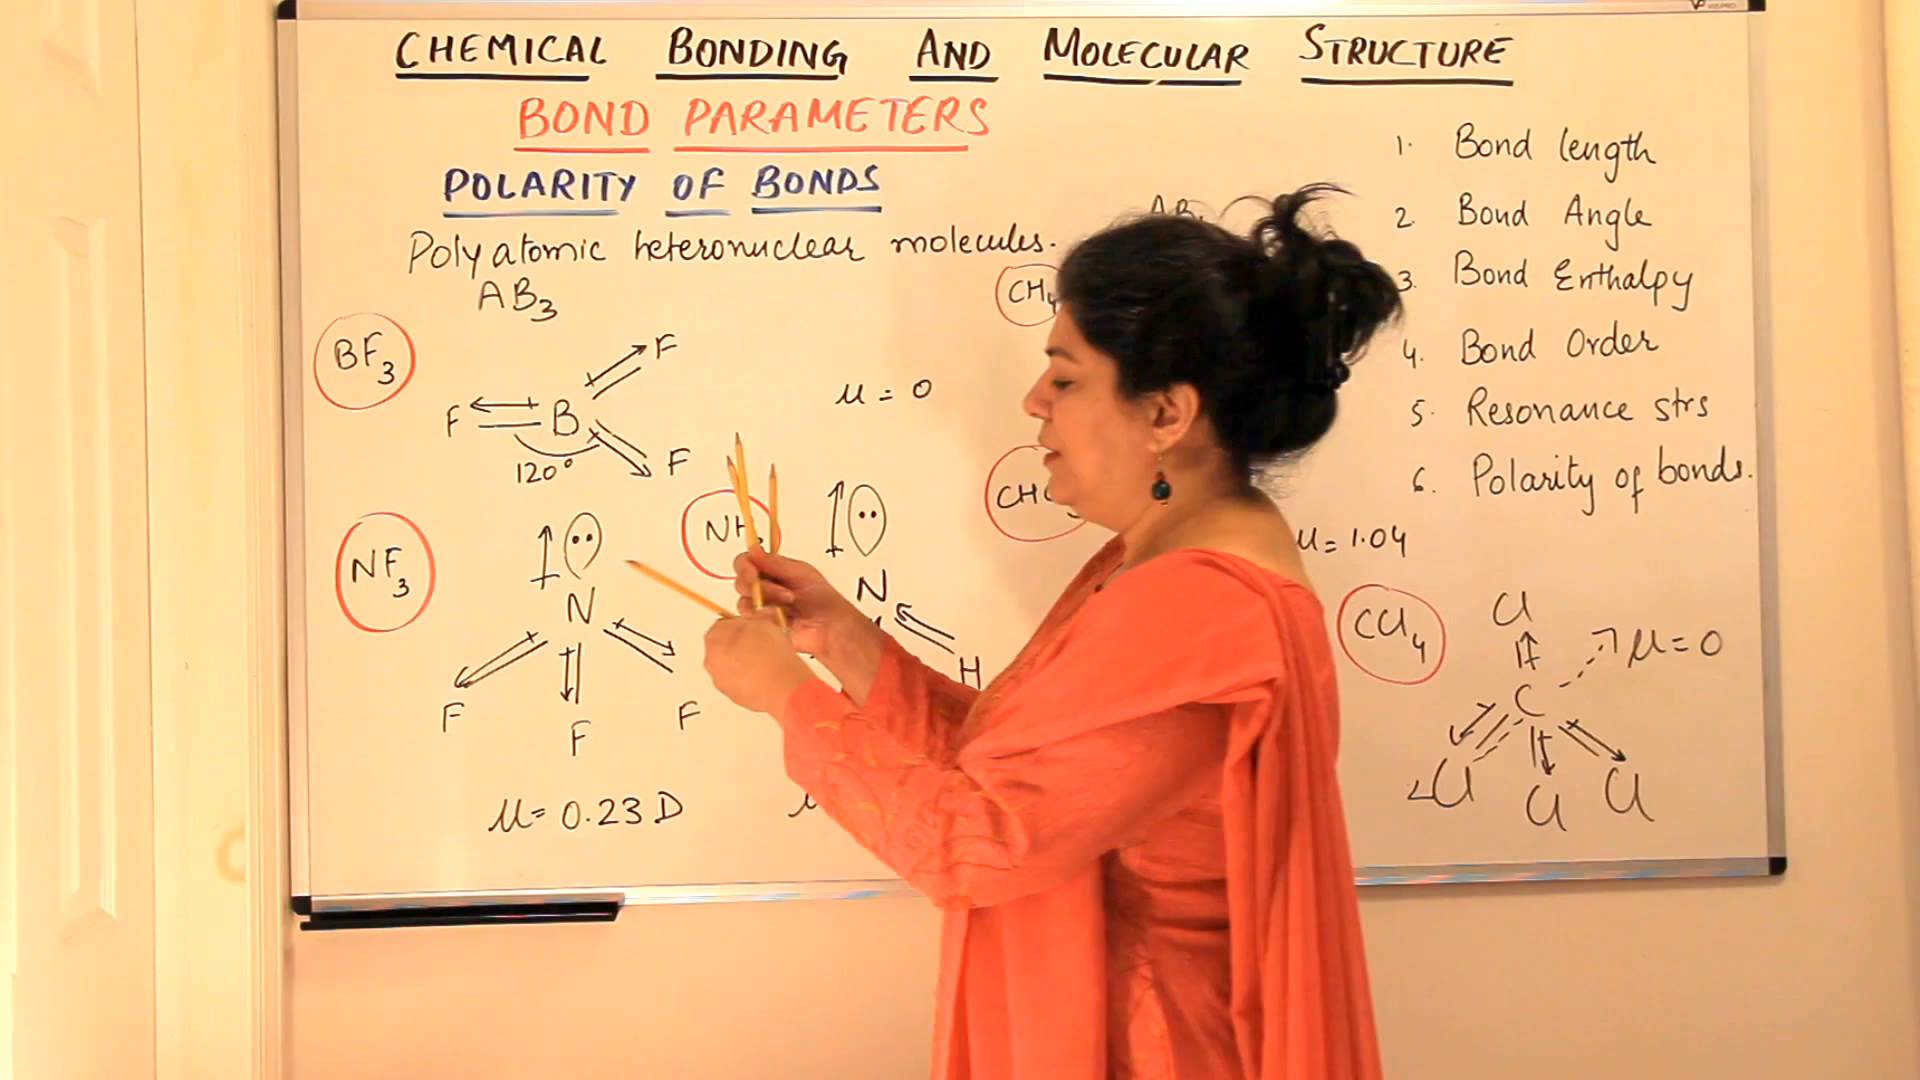 CHEMICAL BONDING AND MOLECULAR STRUCTURE
BOND PARAMETERS
POLARITY OF BONDS
Polyatomic heteronuclear molecules.
AB3
BF3
F
F
B
F
120°
μ = 0
NF3
N
F
F
F
μ = 0.23 D
N
H
CH4
1. Bond length
2. Bond Angle
3. Bond Enthalpy
4. Bond Order
5. Resonance strs
6. Polarity of bonds.
μ = 1.04
CCl4
Cl
C
μ = 0
Cl
Cl
Cl